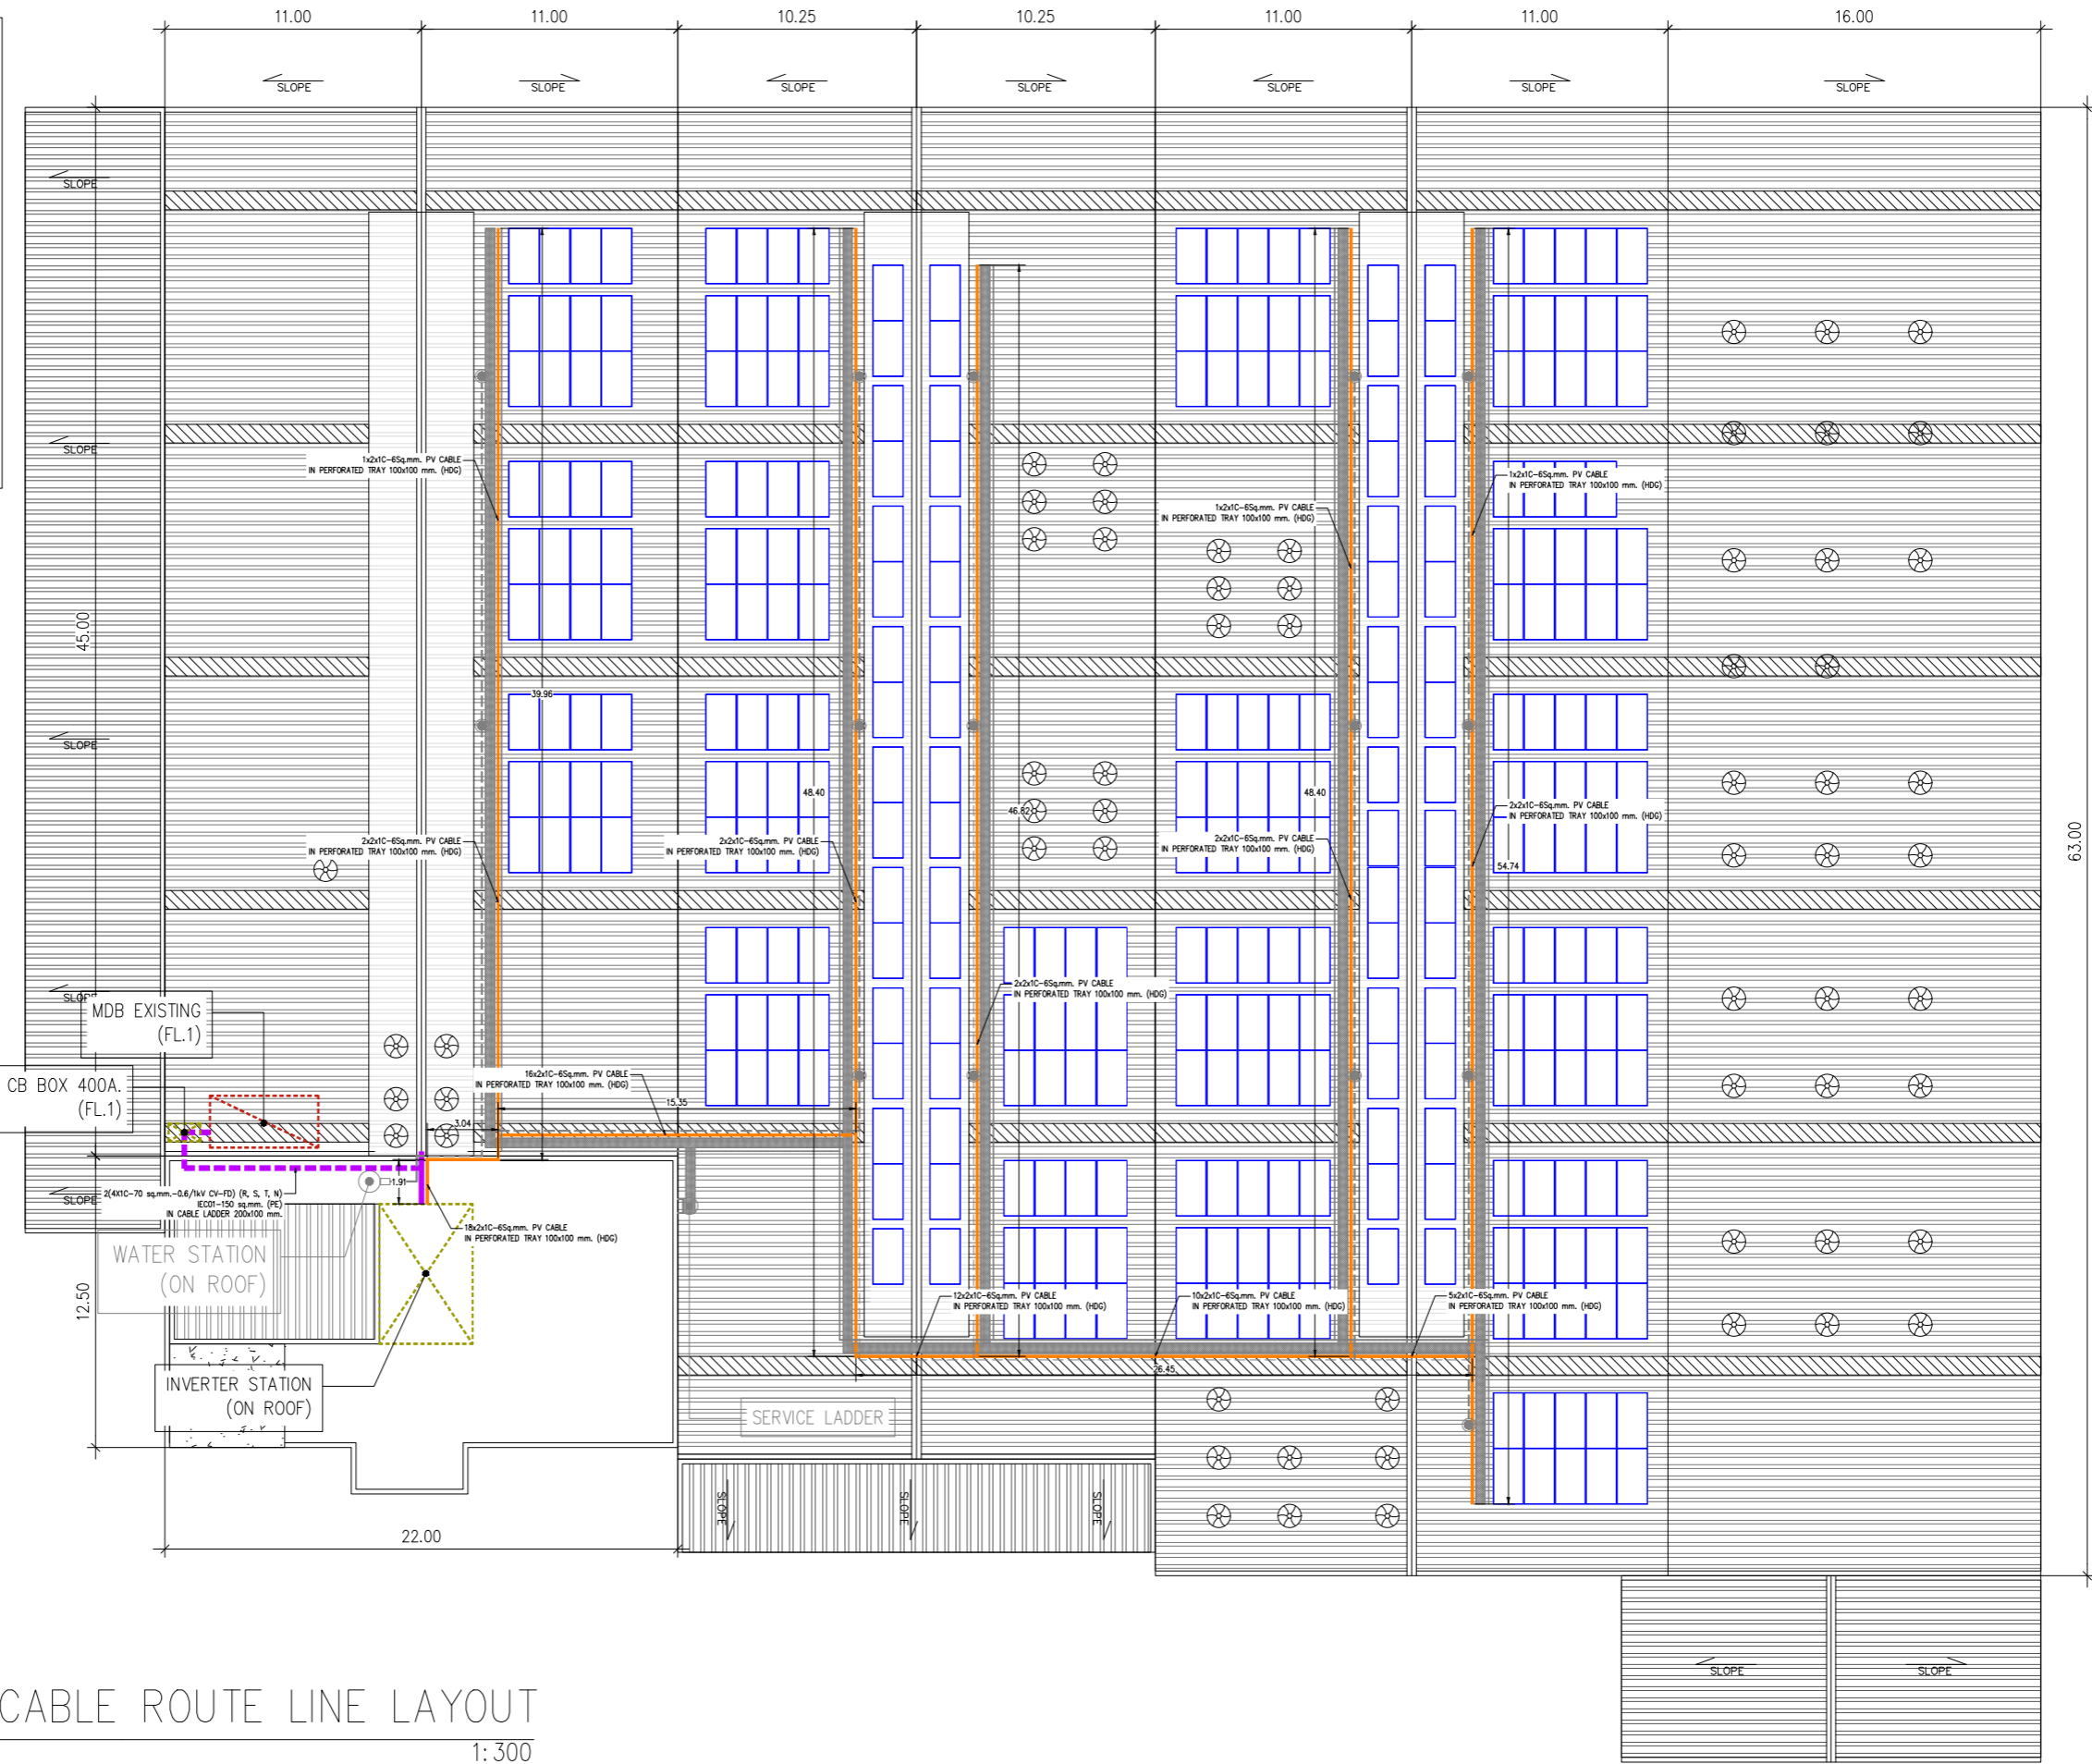 11.00
11.00
10.25
10.25
11.00
11.00
16.00
SLOPE
SLOPE
SLOPE
SLOPE
SLOPE
SLOPE
SLOPE
SLOPE
SLOPE
SLOPE
SLOPE
SLOPE
45.00
12.50
63.00
22.00
1x2x1C-6Sq.mm. PV CABLE
IN PERFORATED TRAY 100x100 mm. (HDG)
1x2x1C-6Sq.mm. PV CABLE
IN PERFORATED TRAY 100x100 mm. (HDG)
1x2x1C-6Sq.mm. PV CABLE
IN PERFORATED TRAY 100x100 mm. (HDG)
39.96
48.40
46.82
48.40
54.74
2x2x1C-6Sq.mm. PV CABLE
IN PERFORATED TRAY 100x100 mm. (HDG)
2x2x1C-6Sq.mm. PV CABLE
IN PERFORATED TRAY 100x100 mm. (HDG)
2x2x1C-6Sq.mm. PV CABLE
IN PERFORATED TRAY 100x100 mm. (HDG)
2x2x1C-6Sq.mm. PV CABLE
IN PERFORATED TRAY 100x100 mm. (HDG)
2x2x1C-6Sq.mm. PV CABLE
IN PERFORATED TRAY 100x100 mm. (HDG)
MDB EXISTING
(FL.1)
CB BOX 400A.
(FL.1)
16x2x1C-6Sq.mm. PV CABLE
IN PERFORATED TRAY 100x100 mm. (HDG)
15.35
3.04
1.91
2(4X1C-70 sq.mm.-0.6/1kV CV-FD) (R, S, T, N)
IEC01-150 sq.mm. (PE)
IN CABLE LADDER 200x100 mm.
18x2x1C-6Sq.mm. PV CABLE
IN PERFORATED TRAY 100x100 mm. (HDG)
WATER STATION
(ON ROOF)
12x2x1C-6Sq.mm. PV CABLE
IN PERFORATED TRAY 100x100 mm. (HDG)
10x2x1C-6Sq.mm. PV CABLE
IN PERFORATED TRAY 100x100 mm. (HDG)
5x2x1C-6Sq.mm. PV CABLE
IN PERFORATED TRAY 100x100 mm. (HDG)
26.45
INVERTER STATION
(ON ROOF)
SERVICE LADDER
SLOPE
SLOPE
SLOPE
SLOPE
SLOPE
CABLE ROUTE LINE LAYOUT
1:300